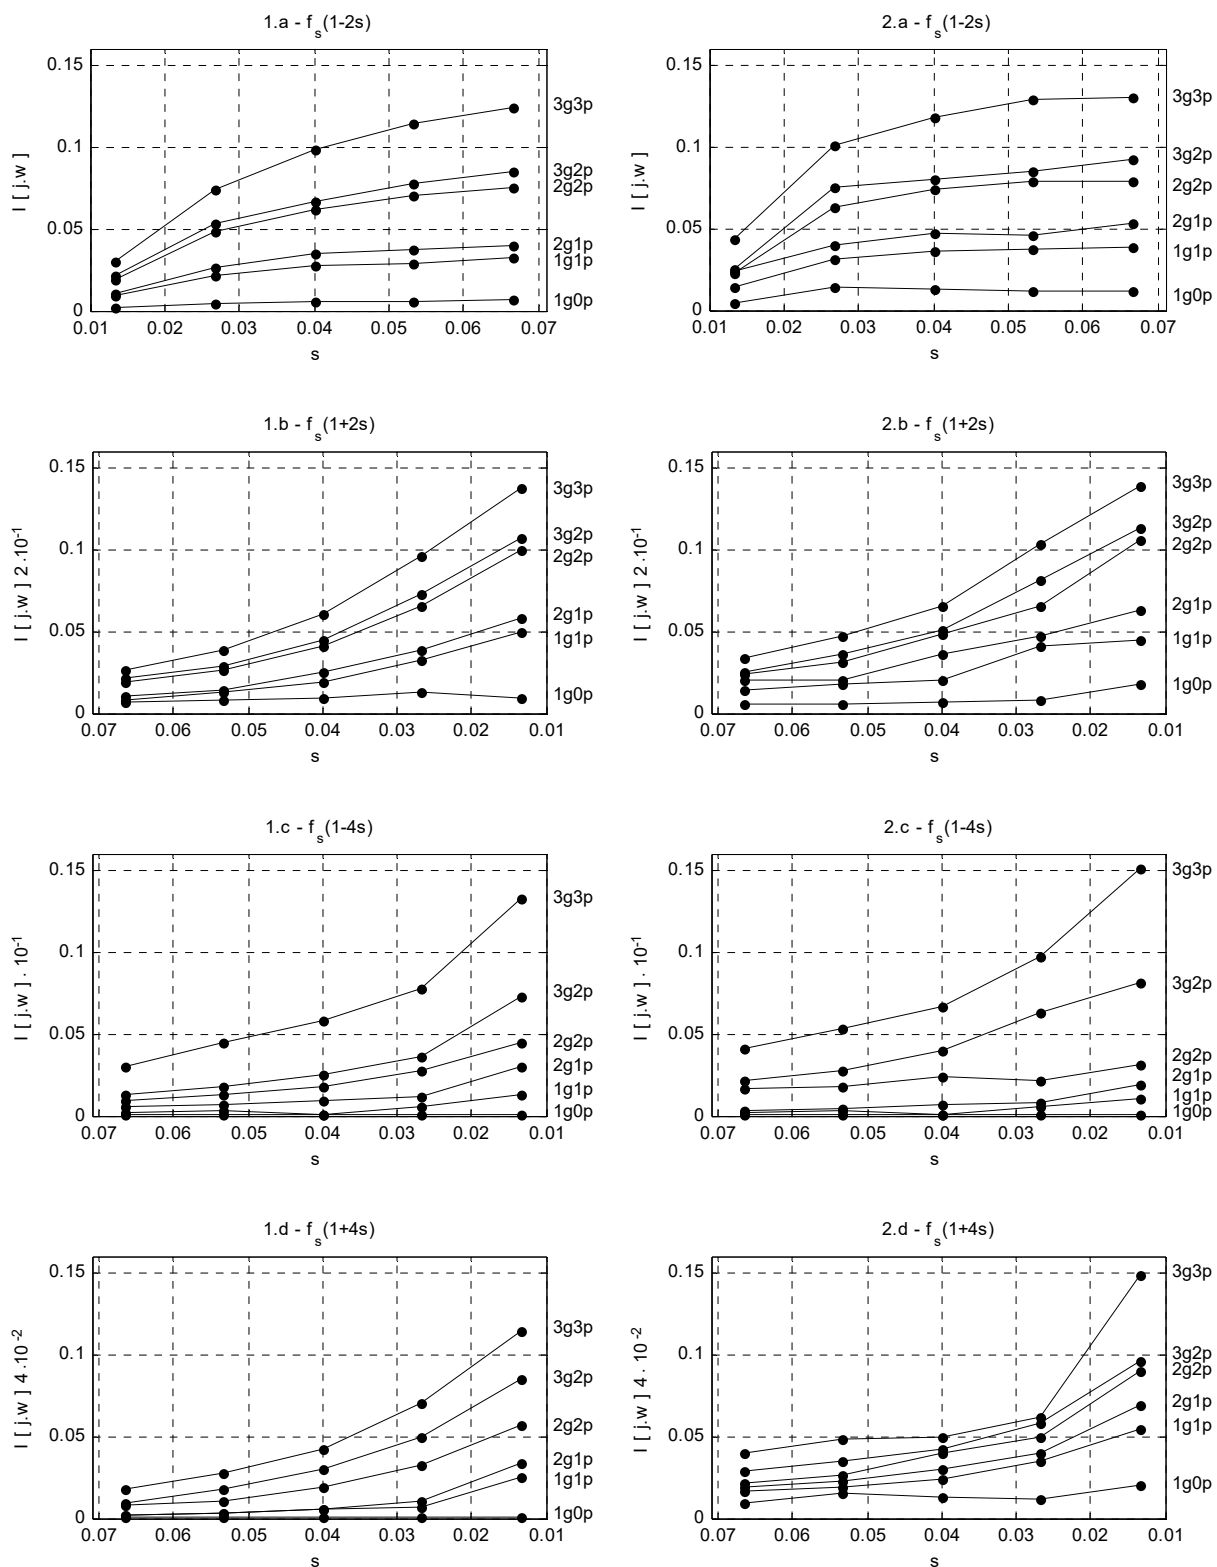 1.a - f_s(1-2s)
0.15
0.1
0.05
0
I [ j.w ]
3g3p
3g2p
2g2p
2g1p
1g1p
1g0p
0.01 0.02 0.03 0.04 0.05 0.06 0.07
s
2.a - f_s(1-2s)
0.15
0.1
0.05
0
I [ j.w ]
3g3p
3g2p
2g2p
2g1p
1g1p
1g0p
0.01 0.02 0.03 0.04 0.05 0.06 0.07
s
1.b - f_s(1+2s)
0.15
0.1
0.05
0
I [ j.w ] 2·10^-1
3g3p
3g2p
2g2p
2g1p
1g1p
1g0p
0.07 0.06 0.05 0.04 0.03 0.02 0.01
s
2.b - f_s(1+2s)
0.15
0.1
0.05
0
I [ j.w ] 2·10^-1
3g3p
3g2p
2g2p
2g1p
1g1p
1g0p
0.07 0.06 0.05 0.04 0.03 0.02 0.01
s
1.c - f_s(1-4s)
0.15
0.1
0.05
0
I [ j.w ] · 10^-1
3g3p
3g2p
2g2p
2g1p
1g1p
1g0p
0.07 0.06 0.05 0.04 0.03 0.02 0.01
s
2.c - f_s(1-4s)
0.15
0.1
0.05
0
I [ j.w ] · 10^-1
3g3p
3g2p
2g2p
2g1p
1g1p
1g0p
0.07 0.06 0.05 0.04 0.03 0.02 0.01
s
1.d - f_s(1+4s)
0.15
0.1
0.05
0
I [ j.w ] 4 ·10^-2
3g3p
3g2p
2g2p
2g1p
1g1p
1g0p
0.07 0.06 0.05 0.04 0.03 0.02 0.01
s
2.d - f_s(1+4s)
0.15
0.1
0.05
0
I [ j.w ] 4 · 10^-2
3g3p
3g2p
2g2p
2g1p
1g1p
1g0p
0.07 0.06 0.05 0.04 0.03 0.02 0.01
s